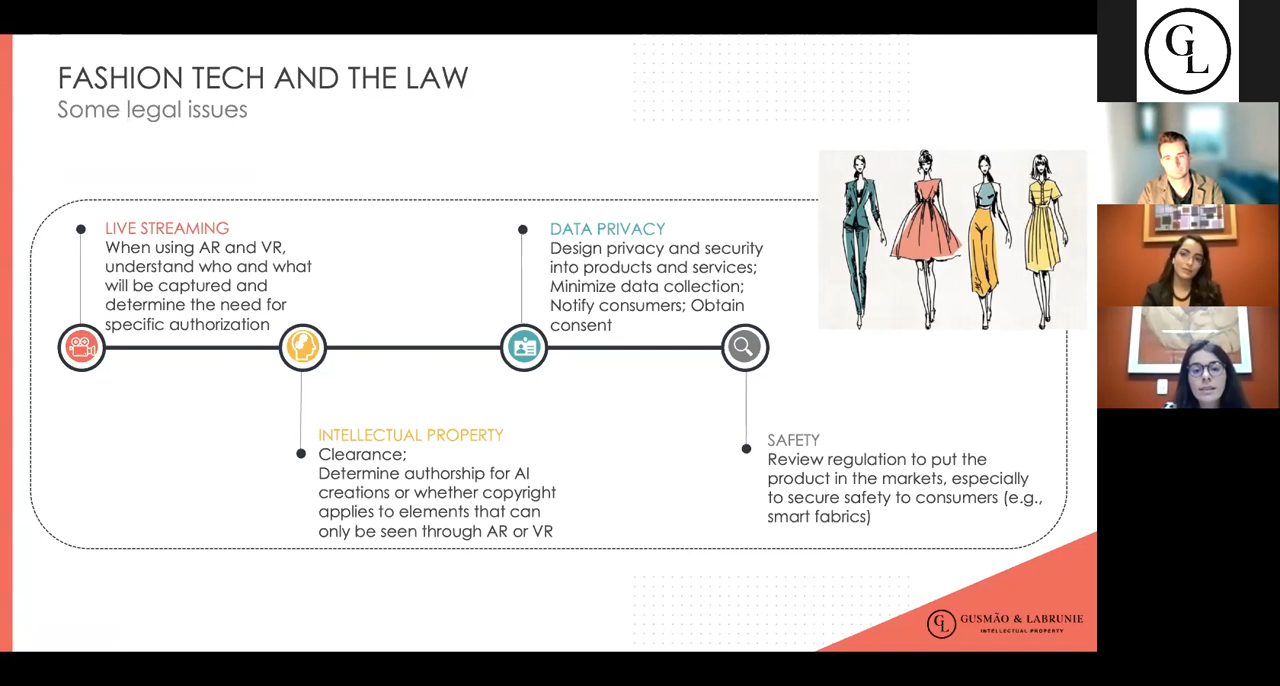 FASHION TECH AND THE LAW
Some legal issues
LIVE STREAMING
When using AR and VR,
understand who and what
will be captured and
determine the need for
specific authorization
INTELLECTUAL PROPERTY
Clearance;
Determine authorship for AI
creations or whether copyright
applies to elements that can
only be seen through AR or VR
DATA PRIVACY
Design privacy and security
into products and services;
Minimize data collection;
Notify consumers; Obtain
consent
SAFETY
Review regulation to put the
product in the markets, especially
to secure safety to consumers (e.g.,
smart fabrics)
GL
GUSMÃO & LABRUNIE
INTELLECTUAL PROPERTY
GL